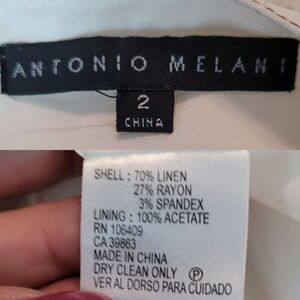 ANTONIO MELANI
2
CHINA
SHELL : 70% LINEN
27% RAYON
3% SPANDEX
LINING : 100% ACETATE
RN 106409
CA 39863
MADE IN CHINA
DRY CLEAN ONLY Ⓟ
VER AL DORSO PARA CUIDADO